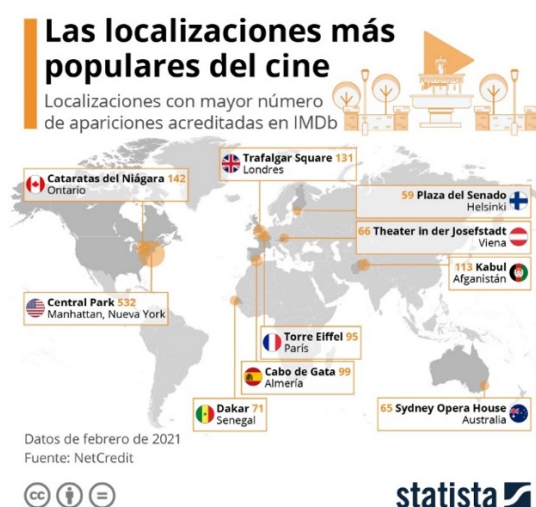 Las localizaciones más
populares del cine
Localizaciones con mayor número
de apariciones acreditadas en IMDb
Trafalgar Square 131
Londres
Cataratas del Niágara 142
Ontario
59 Plaza del Senado
Helsinki
66 Theater in der Josefstadt
Viena
113 Kabul
Afganistán
Central Park 532
Manhattan, Nueva York
Torre Eiffel 95
París
Cabo de Gata 99
Almería
Dakar 71
Senegal
65 Sydney Opera House
Australia
Datos de febrero de 2021
Fuente: NetCredit
cc
statista